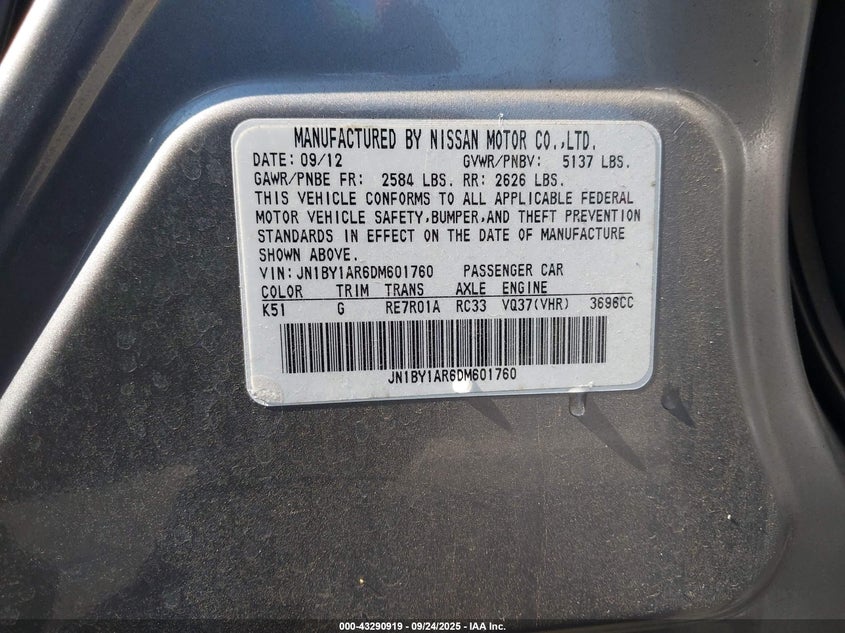 MANUFACTURED BY NISSAN MOTOR CO.,LTD.
DATE: 09/12 GVWR/PNBV: 5137 LBS.
GAWR/PNBE FR: 2584 LBS. RR: 2626 LBS.
THIS VEHICLE CONFORMS TO ALL APPLICABLE FEDERAL
MOTOR VEHICLE SAFETY,BUMPER,AND THEFT PREVENTION
STANDARDS IN EFFECT ON THE DATE OF MANUFACTURE
SHOWN ABOVE.
VIN: JN1BY1AR6DM601760 PASSENGER CAR
COLOR TRIM TRANS AXLE ENGINE
K51 G RE7R01A RC33 VQ37(VHR) 3696CC
JN1BY1AR6DM601760
000-43290919 - 09/24/2025 - IAA Inc.